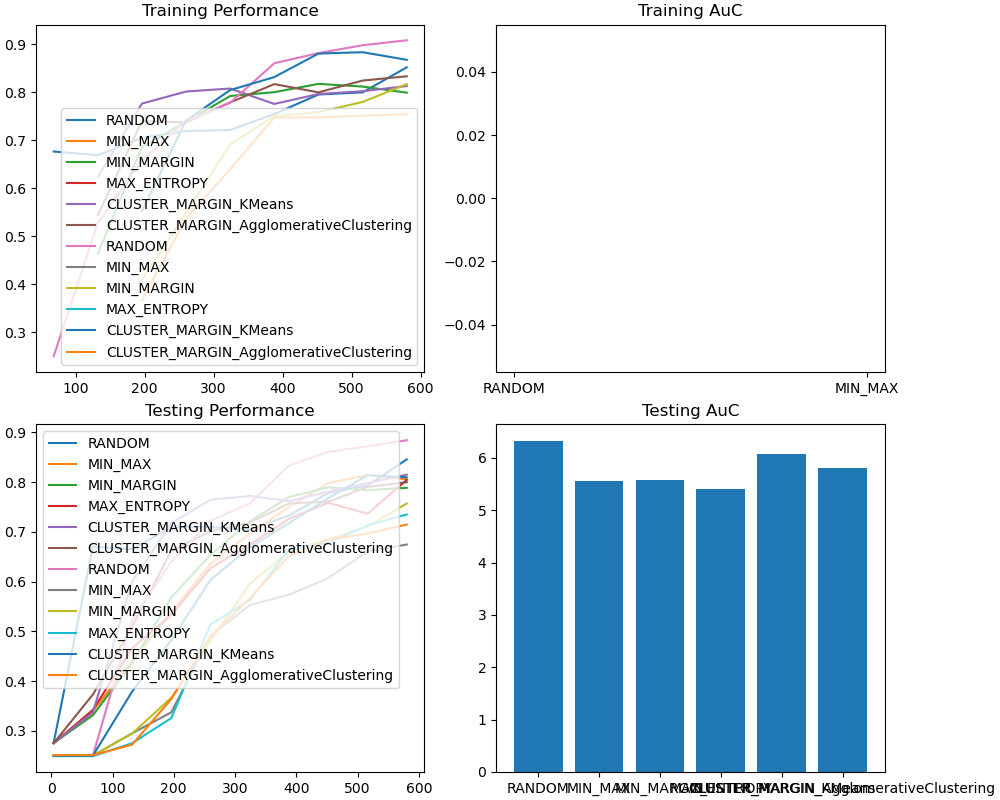 Training Performance
0.9
0.8
0.7
0.6
0.5
0.4
0.3
RANDOM
MIN_MAX
MIN_MARGIN
MAX_ENTROPY
CLUSTER_MARGIN_KMeans
CLUSTER_MARGIN_AgglomerativeClustering
RANDOM
MIN_MAX
MIN_MARGIN
MAX_ENTROPY
CLUSTER_MARGIN_KMeans
CLUSTER_MARGIN_AgglomerativeClustering
100 200 300 400 500 600
Training AuC
0.04
0.02
0.00
−0.02
−0.04
RANDOM MIN_MAX
Testing Performance
0.9
0.8
0.7
0.6
0.5
0.4
0.3
RANDOM
MIN_MAX
MIN_MARGIN
MAX_ENTROPY
CLUSTER_MARGIN_KMeans
CLUSTER_MARGIN_AgglomerativeClustering
RANDOM
MIN_MAX
MIN_MARGIN
MAX_ENTROPY
CLUSTER_MARGIN_KMeans
CLUSTER_MARGIN_AgglomerativeClustering
0 100 200 300 400 500 600
Testing AuC
6
5
4
3
2
1
0
RANDOM MIN_MAX MIN_MARGIN MAX_ENTROPY CLUSTER_MARGIN_KMeans CLUSTER_MARGIN_AgglomerativeClustering